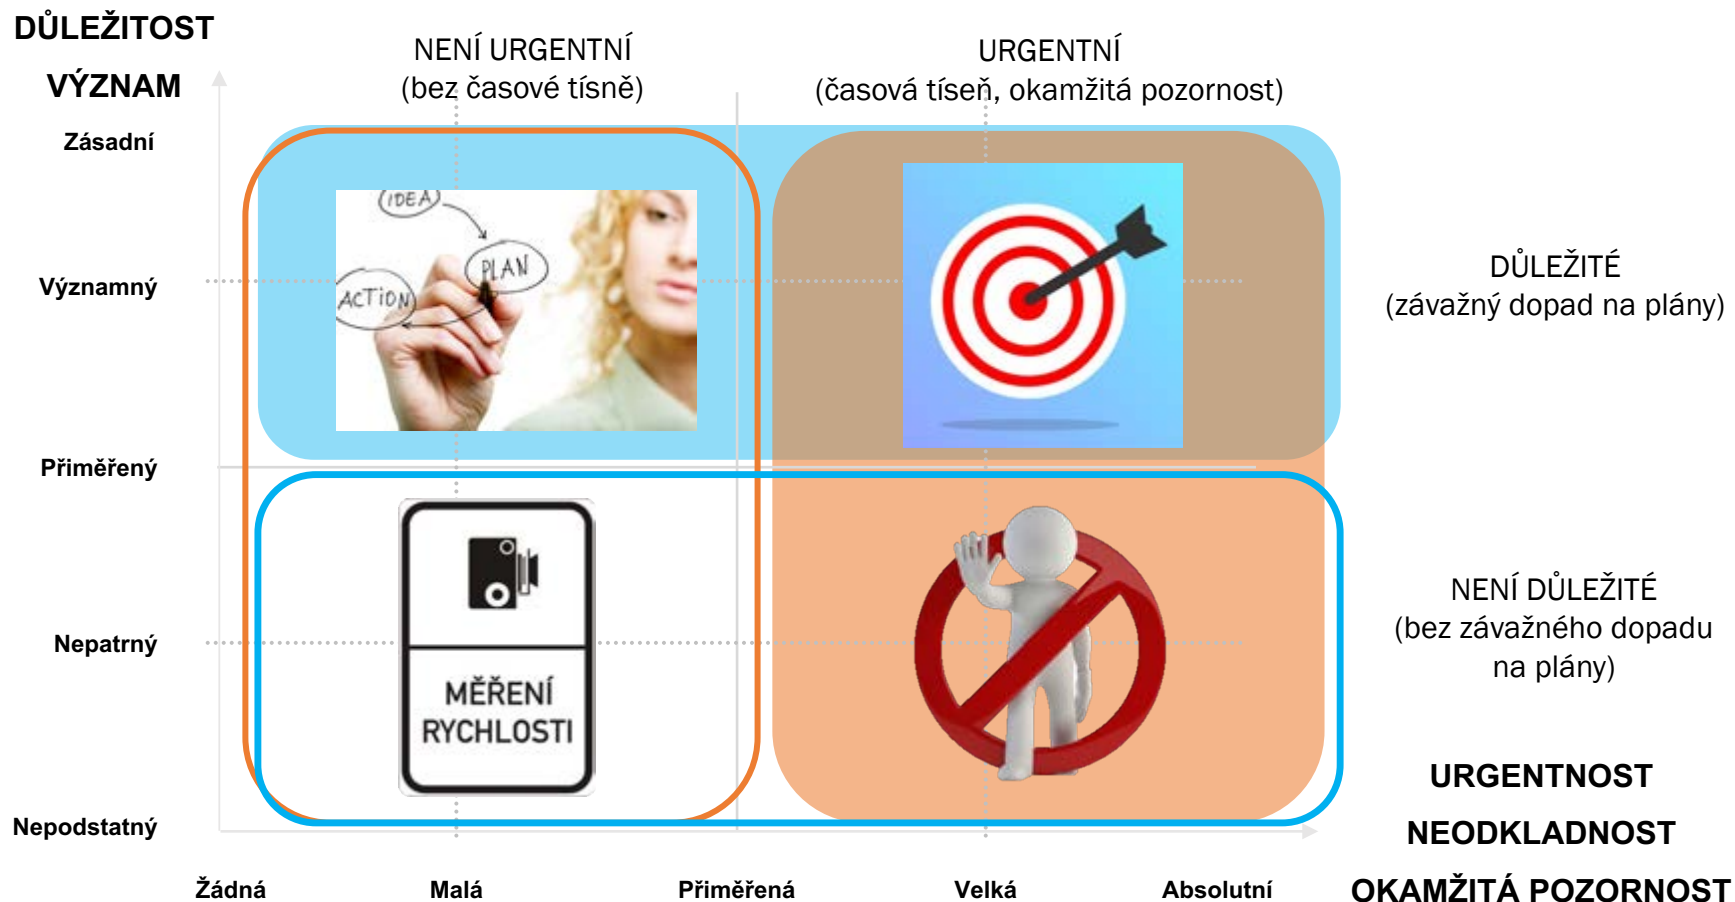 DŮLEŽITOST
VÝZNAM
NENÍ URGENTNÍ
(bez časové tísně)
URGENTNÍ
(časová tíseň, okamžitá pozornost)
Zásadní
Významný
Přiměřený
Nepatrný
Nepodstatný
IDEA
PLAN
ACTION
DŮLEŽITÉ
(závažný dopad na plány)
MĚŘENÍ
RYCHLOSTI
NENÍ DŮLEŽITÉ
(bez závažného dopadu
na plány)
URGENTNOST
NEODKLADNOST
OKAMŽITÁ POZORNOST
Žádná
Malá
Přiměřená
Velká
Absolutní